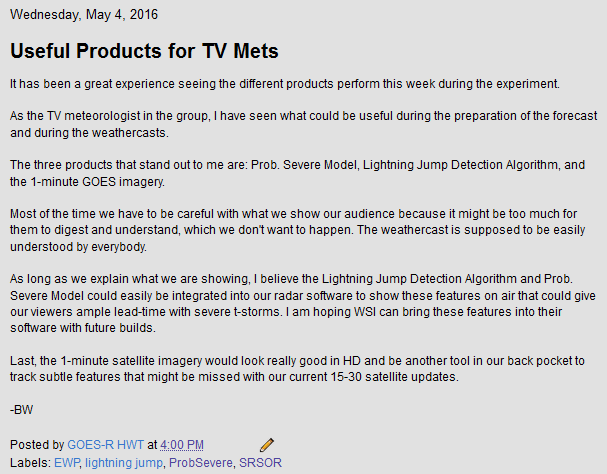 Wednesday, May 4, 2016
Useful Products for TV Mets
It has been a great experience seeing the different products perform this week during the experiment.
As the TV meteorologist in the group, I have seen what could be useful during the preparation of the forecast
and during the weathercasts.
The three products that stand out to me are: Prob. Severe Model, Lightning Jump Detection Algorithm, and
the 1-minute GOES imagery.
Most of the time we have to be careful with what we show our audience because it might be too much for
them to digest and understand, which we don't want to happen. The weathercast is supposed to be easily
understood by everybody.
As long as we explain what we are showing, I believe the Lightning Jump Detection Algorithm and Prob.
Severe Model could easily be integrated into our radar software to show these features on air that could give
our viewers ample lead-time with severe t-storms. I am hoping WSI can bring these features into their
software with future builds.
Last, the 1-minute satellite imagery would look really good in HD and be another tool in our back pocket to
track subtle features that might be missed with our current 15-30 satellite updates.
-BW
Posted by GOES-R HWT at 4:00 PM
Labels: EWP, lightning jump, ProbSevere, SRSOR